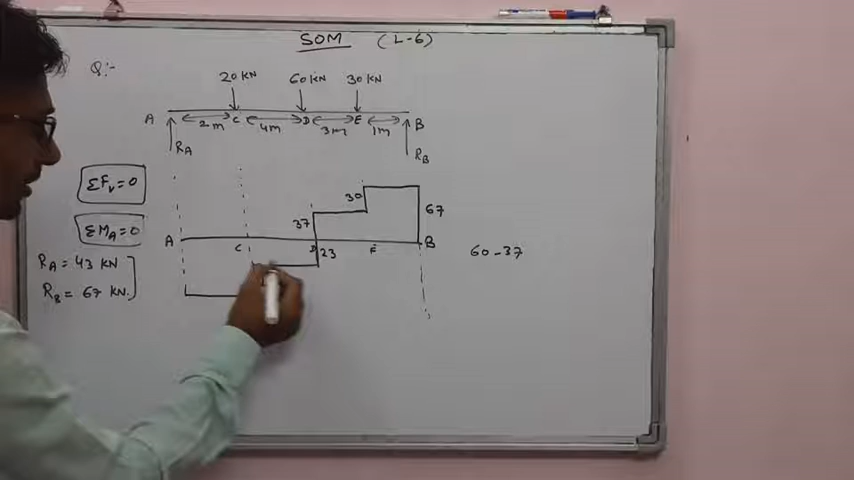 SOM (L-6)
Q:-
20 KN 60 KN 30 KN
A 2m C 4m D 3m E 1m B
RA RB
ΣFv=0
ΣMA=0
30
37 67
A C D 23 E B 60-37
RA = 43 KN
RB = 67 KN.